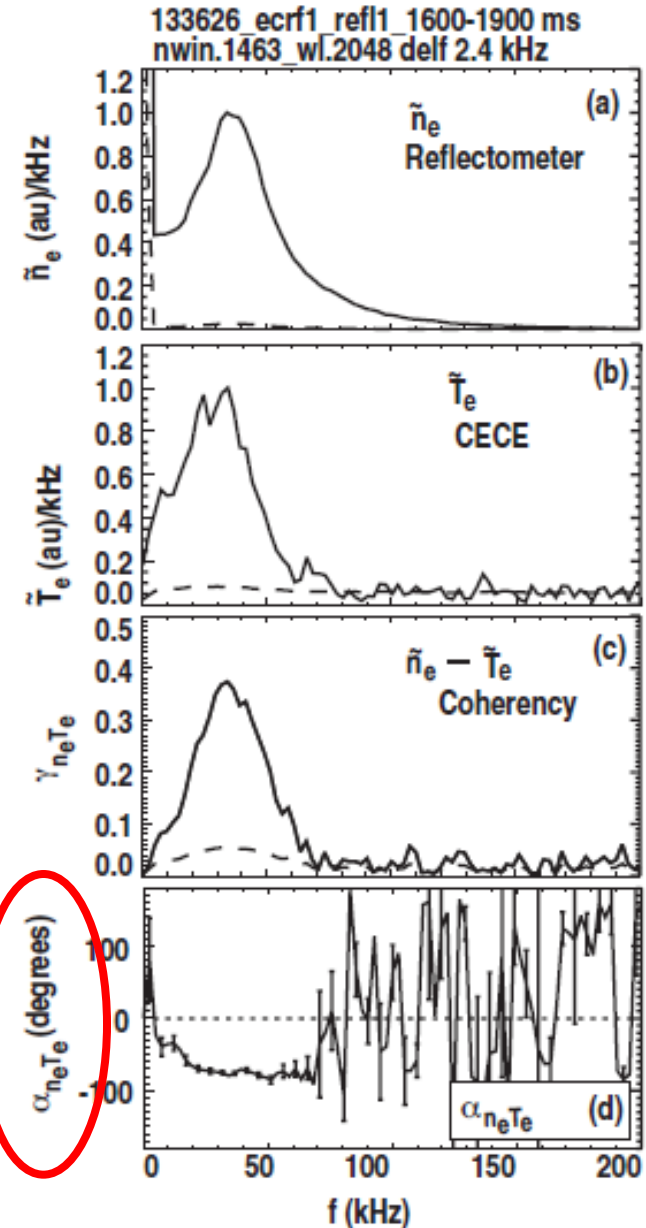 133626_ecrf1_refl1_1600-1900 ms
nwin.1463_wl.2048 delf 2.4 kHz
ñe (au)/kHz
1.2
1.0
0.8
0.6
0.4
0.2
0.0
(a)
ñe
Reflectometer
T̃e (au)/kHz
1.2
1.0
0.8
0.6
0.4
0.2
0.0
(b)
T̃e
CECE
γneTe
0.5
0.4
0.3
0.2
0.1
0.0
(c)
ñe – T̃e
Coherency
αneTe (degrees)
100
0
-100
αneTe (d)
0 50 100 150 200
f (kHz)